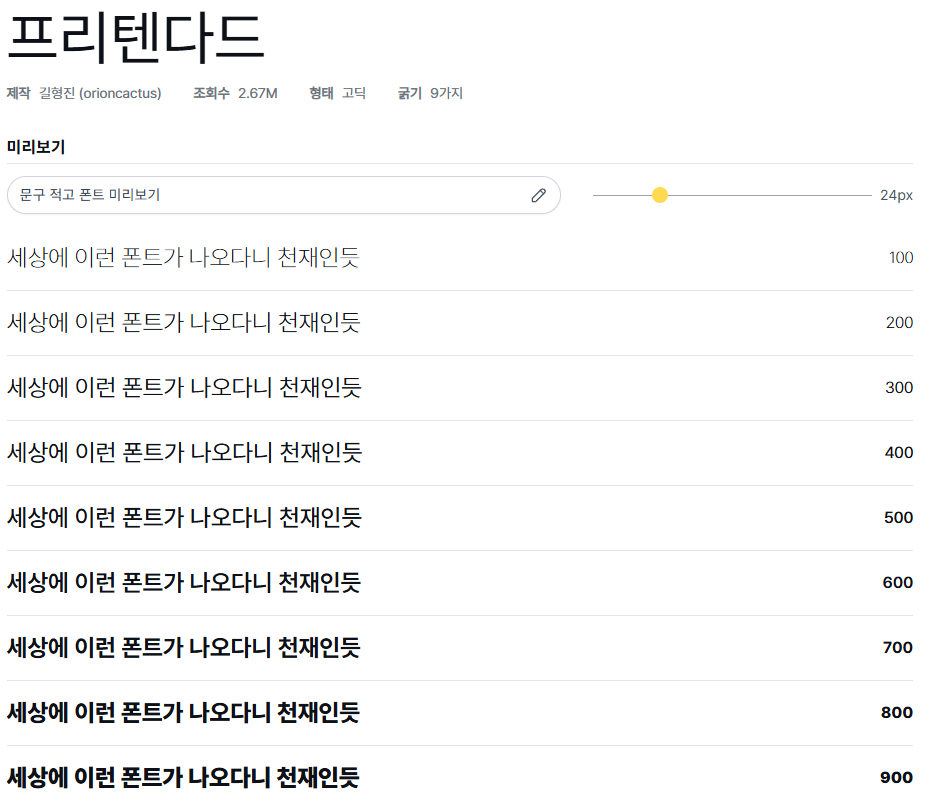 프리텐다드
제작 길형진 (orioncactus) 조회수 2.67M 형태 고딕 굵기 9가지
미리보기
문구 적고 폰트 미리보기 24px
세상에 이런 폰트가 나오다니 천재인듯 100
세상에 이런 폰트가 나오다니 천재인듯 200
세상에 이런 폰트가 나오다니 천재인듯 300
세상에 이런 폰트가 나오다니 천재인듯 400
세상에 이런 폰트가 나오다니 천재인듯 500
세상에 이런 폰트가 나오다니 천재인듯 600
세상에 이런 폰트가 나오다니 천재인듯 700
세상에 이런 폰트가 나오다니 천재인듯 800
세상에 이런 폰트가 나오다니 천재인듯 900